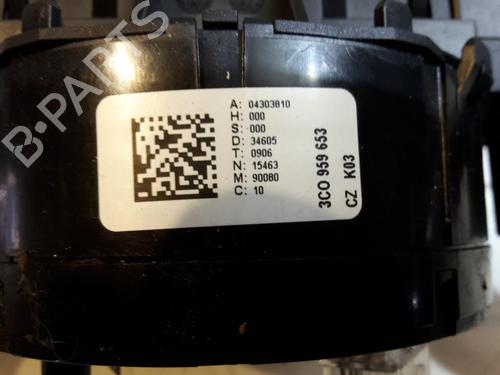 A: 04303810
H: 000
S: 000
D: 34605
T: 0906
N: 15463
M: 90080
C: 10
3C0 959 653
CZ K03
B-PARTS